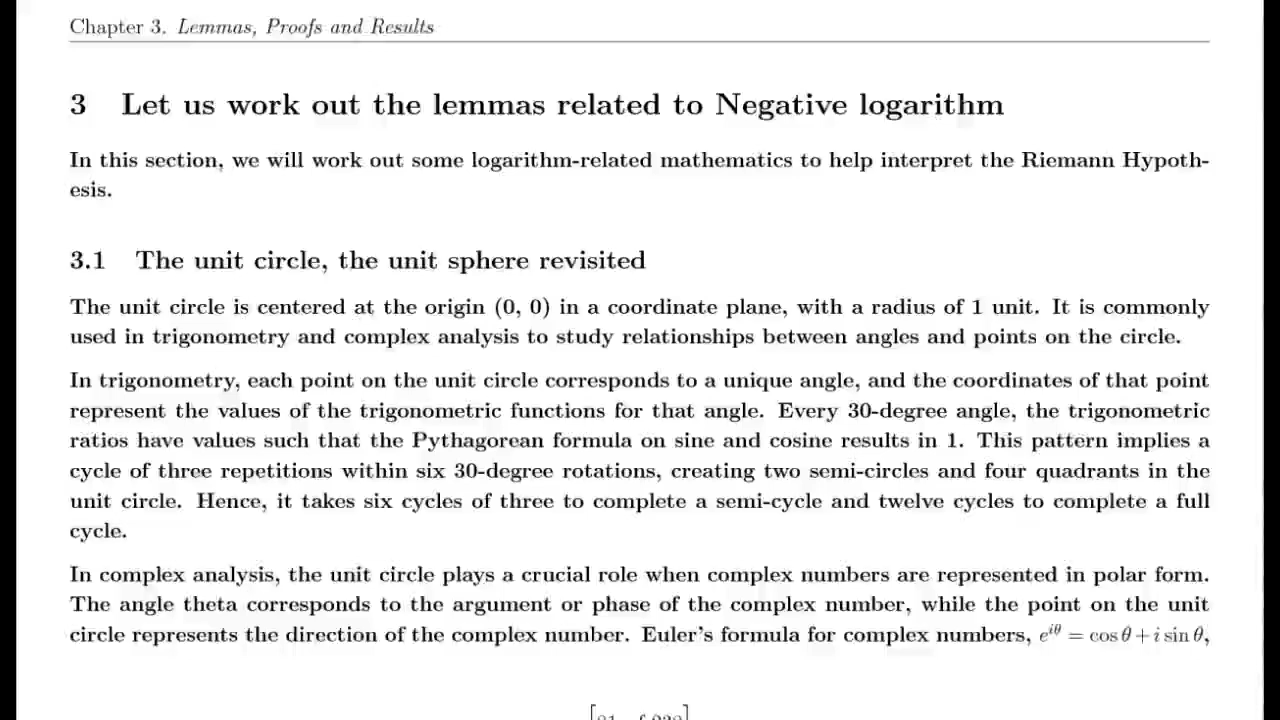 Chapter 3. Lemmas, Proofs and Results
3 Let us work out the lemmas related to Negative logarithm
In this section, we will work out some logarithm-related mathematics to help interpret the Riemann Hypoth-
esis.
3.1 The unit circle, the unit sphere revisited
The unit circle is centered at the origin (0, 0) in a coordinate plane, with a radius of 1 unit. It is commonly
used in trigonometry and complex analysis to study relationships between angles and points on the circle.
In trigonometry, each point on the unit circle corresponds to a unique angle, and the coordinates of that point
represent the values of the trigonometric functions for that angle. Every 30-degree angle, the trigonometric
ratios have values such that the Pythagorean formula on sine and cosine results in 1. This pattern implies a
cycle of three repetitions within six 30-degree rotations, creating two semi-circles and four quadrants in the
unit circle. Hence, it takes six cycles of three to complete a semi-cycle and twelve cycles to complete a full
cycle.
In complex analysis, the unit circle plays a crucial role when complex numbers are represented in polar form.
The angle theta corresponds to the argument or phase of the complex number, while the point on the unit
circle represents the direction of the complex number. Euler's formula for complex numbers, e^{iθ} = cos θ + i sin θ,